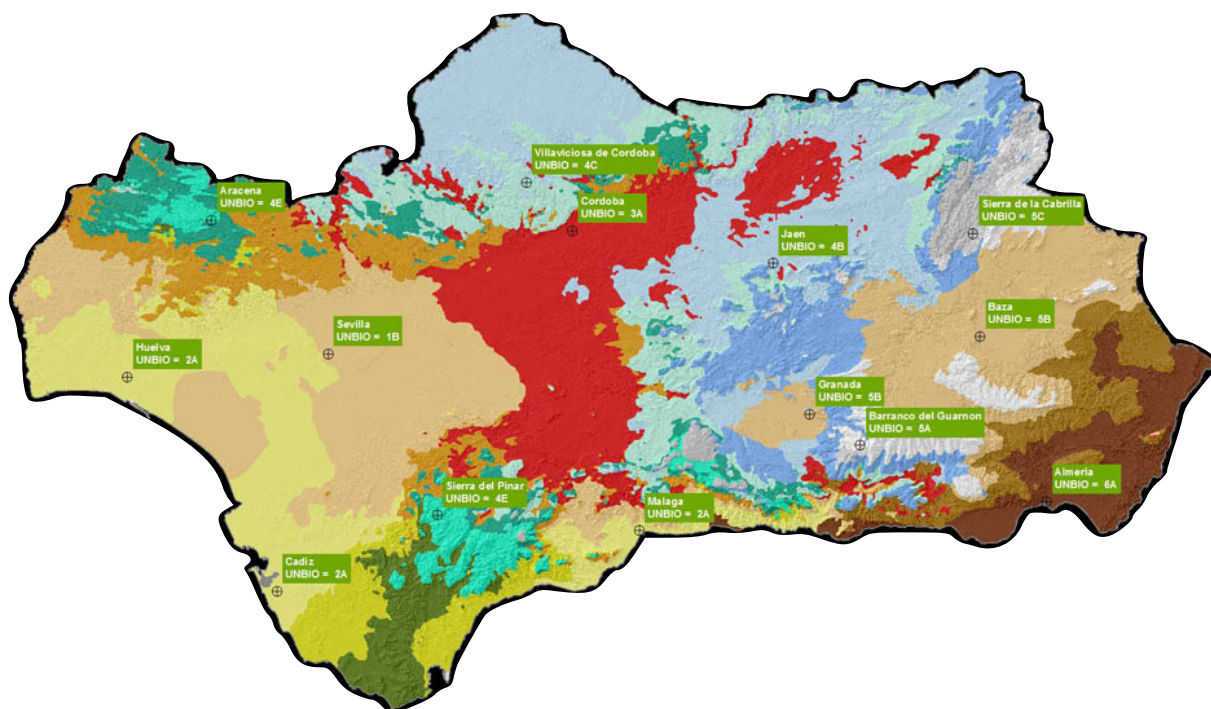 Villaviciosa de Cordoba
UNBIO = 4C
Aracena
UNBIO = 4E
Cordoba
UNBIO = 3A
Sierra de la Cabrilla
UNBIO = 5C
Jaen
UNBIO = 4B
Sevilla
UNBIO = 1B
Baza
UNBIO = 5B
Huelva
UNBIO = 2A
Granada
UNBIO = 5B
Barranco del Guarnon
UNBIO = 5A
Almeria
UNBIO = 6A
Sierra del Pinar
UNBIO = 4E
Malaga
UNBIO = 2A
Cadiz
UNBIO = 2A